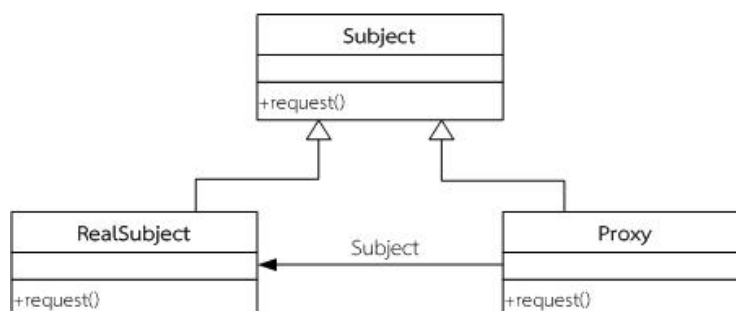 Subject
+request()
RealSubject
Subject
Proxy
+request()
+request()